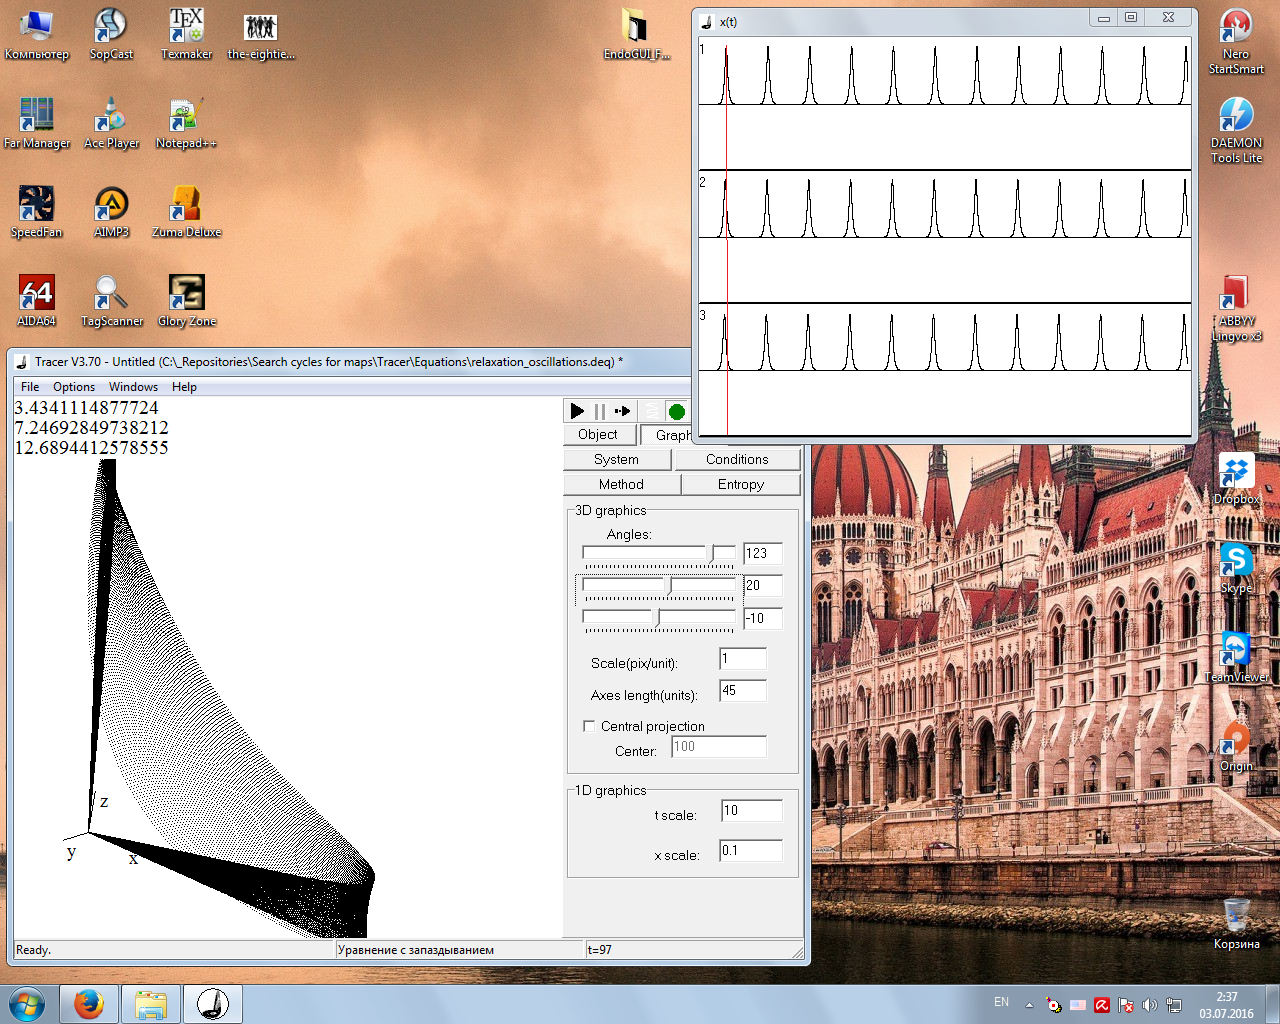 Компьютер
SopCast
Texmaker
the-eightie...
EndoGUI_F...
Nero
StartSmart
Far Manager
Ace Player
Notepad++
DAEMON
Tools Lite
SpeedFan
AIMP3
Zuma Deluxe
64
AIDA64
TagScanner
Glory Zone
ABBYY
Lingvo x3
Dropbox
Skype
TeamViewer
Origin
Корзина
x(t)
1
2
3
Tracer V3.70 - Untitled (C:\_Repositories\Search cycles for maps\Tracer\Equations\relaxation_oscillations.deq) *
File Options Windows Help
3.4341114877724
7.24692849738212
12.6894412578555
z
y
x
Object
System
Conditions
Method
Entropy
3D graphics
Angles:
123
20
-10
Scale(pix/unit): 1
Axes length(units): 45
Central projection
Center: 100
1D graphics
t scale: 10
x scale: 0.1
Ready.
Уравнение с запаздыванием
t=97
EN
2:37
03.07.2016